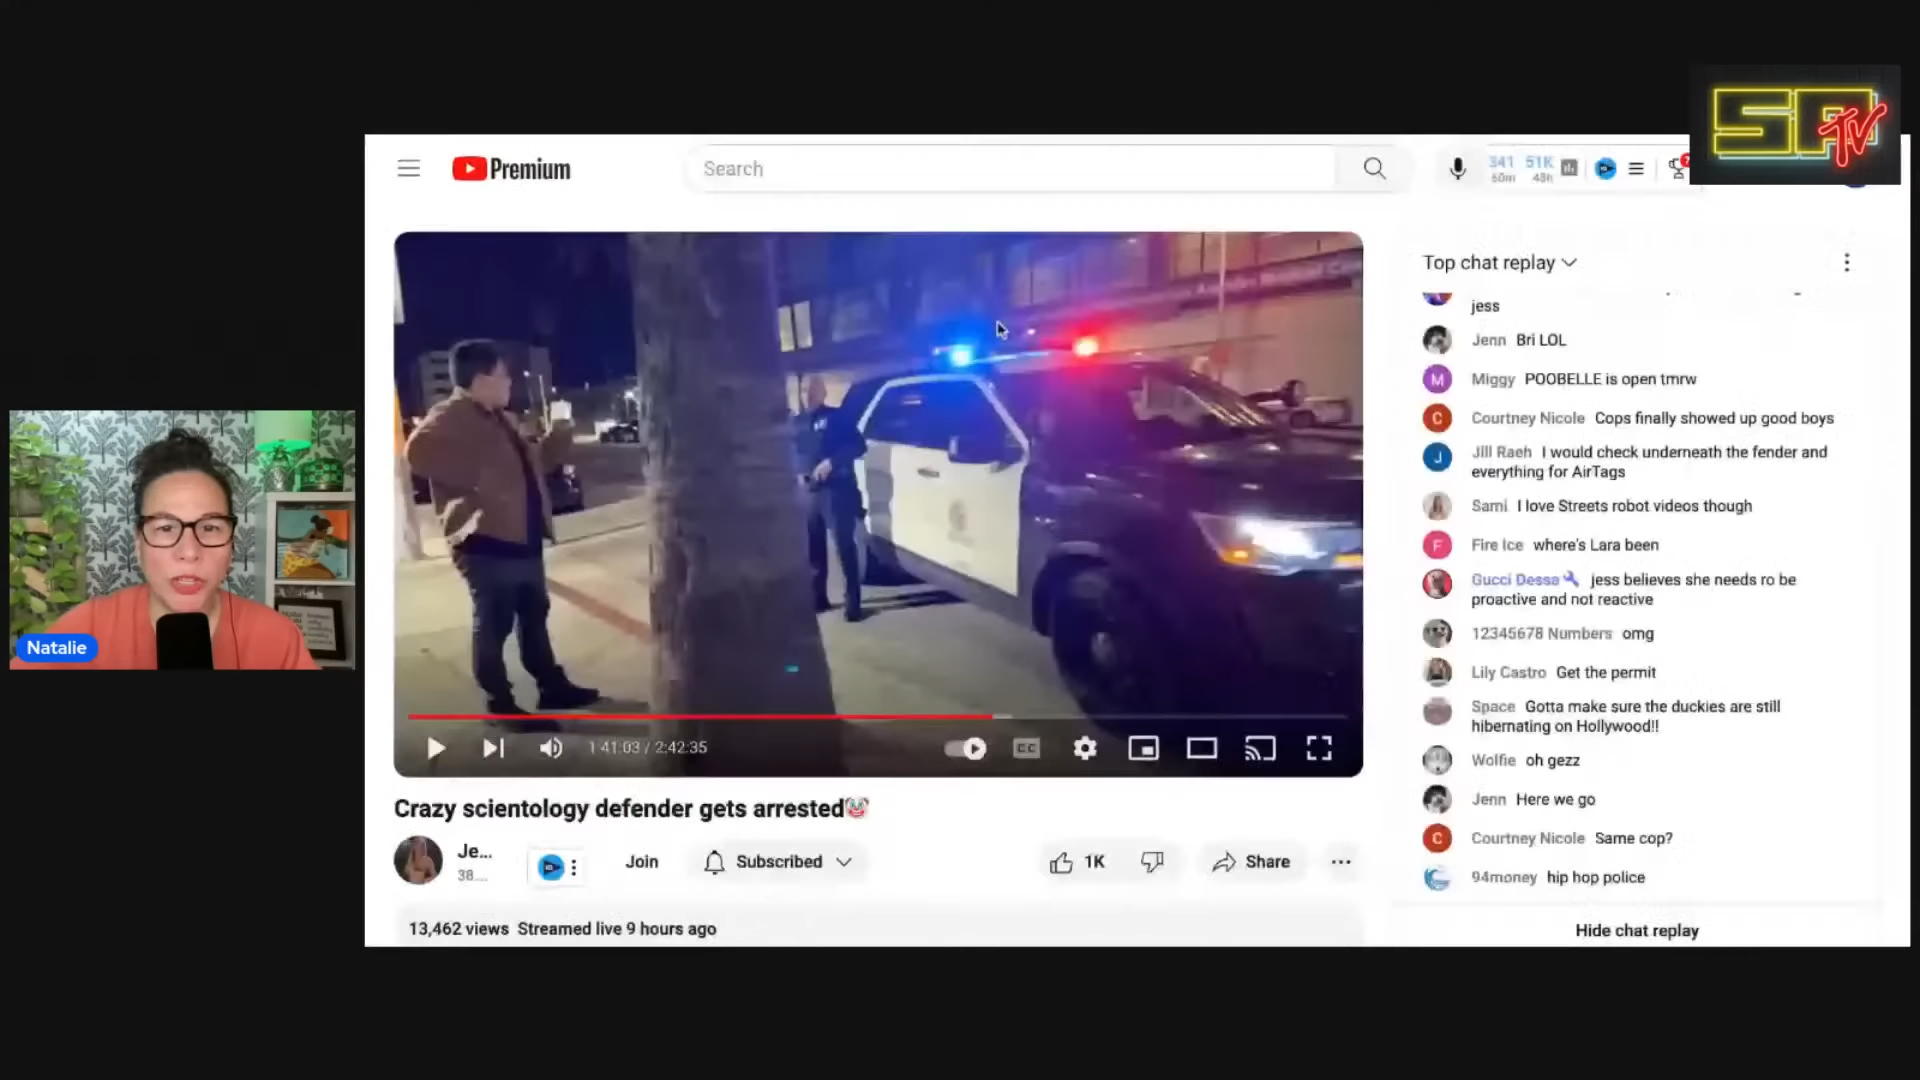 SPTV
Premium
Search
341 51K
60m 48h
Top chat replay
jess
Jenn Bri LOL
M Miggy POOBELLE is open tmrw
C Courtney Nicole Cops finally showed up good boys
J Jill Raeh I would check underneath the fender and
everything for AirTags
Sami I love Streets robot videos though
F Fire Ice where's Lara been
Gucci Dessa jess believes she needs ro be
proactive and not reactive
12345678 Numbers omg
Lily Castro Get the permit
Space Gotta make sure the duckies are still
hibernating on Hollywood!!
Wolfie oh gezz
Jenn Here we go
C Courtney Nicole Same cop?
94money hip hop police
Hide chat replay
Natalie
1:41:03 / 2:42:35
CC
Crazy scientology defender gets arrested🤡
Je...
38....
Join
Subscribed
1K
Share
13,462 views Streamed live 9 hours ago